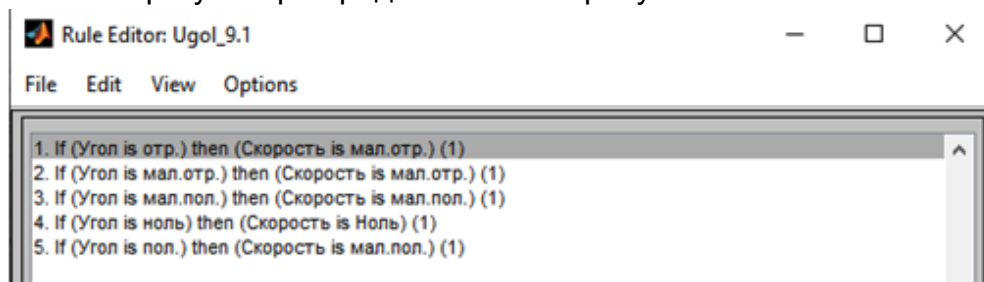 Rule Editor: Ugol_9.1
File Edit View Options
1. If (Угол is отр.) then (Скорость is мал.отр.) (1)
2. If (Угол is мал.отр.) then (Скорость is мал.отр.) (1)
3. If (Угол is мал.пол.) then (Скорость is мал.пол.) (1)
4. If (Угол is ноль) then (Скорость is Ноль) (1)
5. If (Угол is пол.) then (Скорость is мал.пол.) (1)